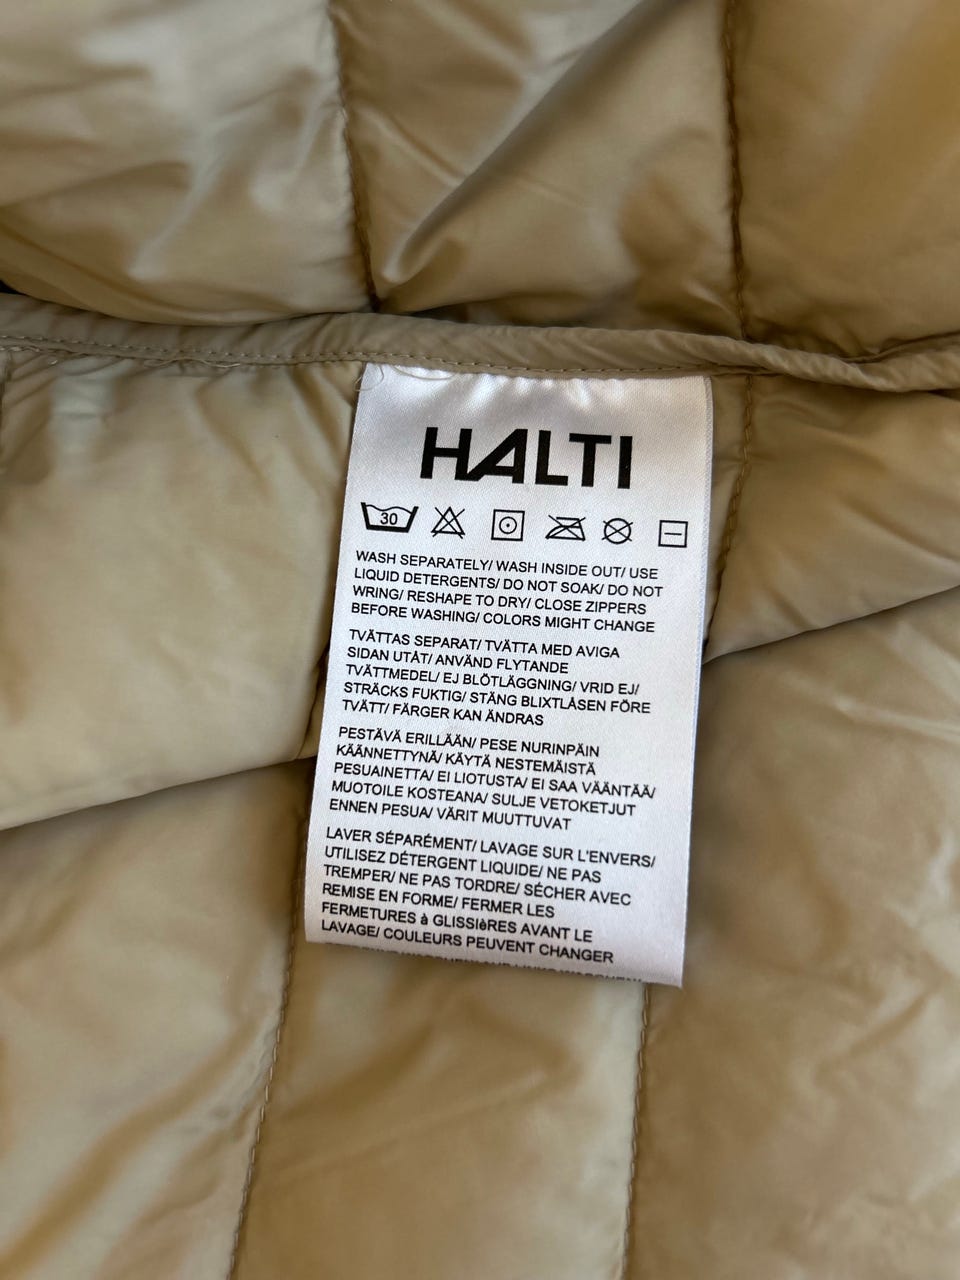 HALTI
30
WASH SEPARATELY/ WASH INSIDE OUT/ USE
LIQUID DETERGENTS/ DO NOT SOAK/ DO NOT
WRING/ RESHAPE TO DRY/ CLOSE ZIPPERS
BEFORE WASHING/ COLORS MIGHT CHANGE
TVÄTTAS SEPARAT/ TVÄTTA MED AVIGA
SIDAN UTÅT/ ANVÄND FLYTANDE
TVÄTTMEDEL/ EJ BLÖTLÄGGNING/ VRID EJ/
STRÄCKS FUKTIG/ STÄNG BLIXTLÅSEN FÖRE
TVÄTT/ FÄRGER KAN ÄNDRAS
PESTÄVÄ ERILLÄÄN/ PESE NURINPÄIN
KÄÄNNETTYNÄ/ KÄYTÄ NESTEMÄISTÄ
PESUAINETTA/ EI LIOTUSTA/ EI SAA VÄÄNTÄÄ/
MUOTOILE KOSTEANA/ SULJE VETOKETJUT
ENNEN PESUA/ VÄRIT MUUTTUVAT
LAVER SÉPARÉMENT/ LAVAGE SUR L'ENVERS/
UTILISEZ DÉTERGENT LIQUIDE/ NE PAS
TREMPER/ NE PAS TORDRE/ SÉCHER AVEC
REMISE EN FORME/ FERMER LES
FERMETURES à GLISSIèRES AVANT LE
LAVAGE/ COULEURS PEUVENT CHANGER